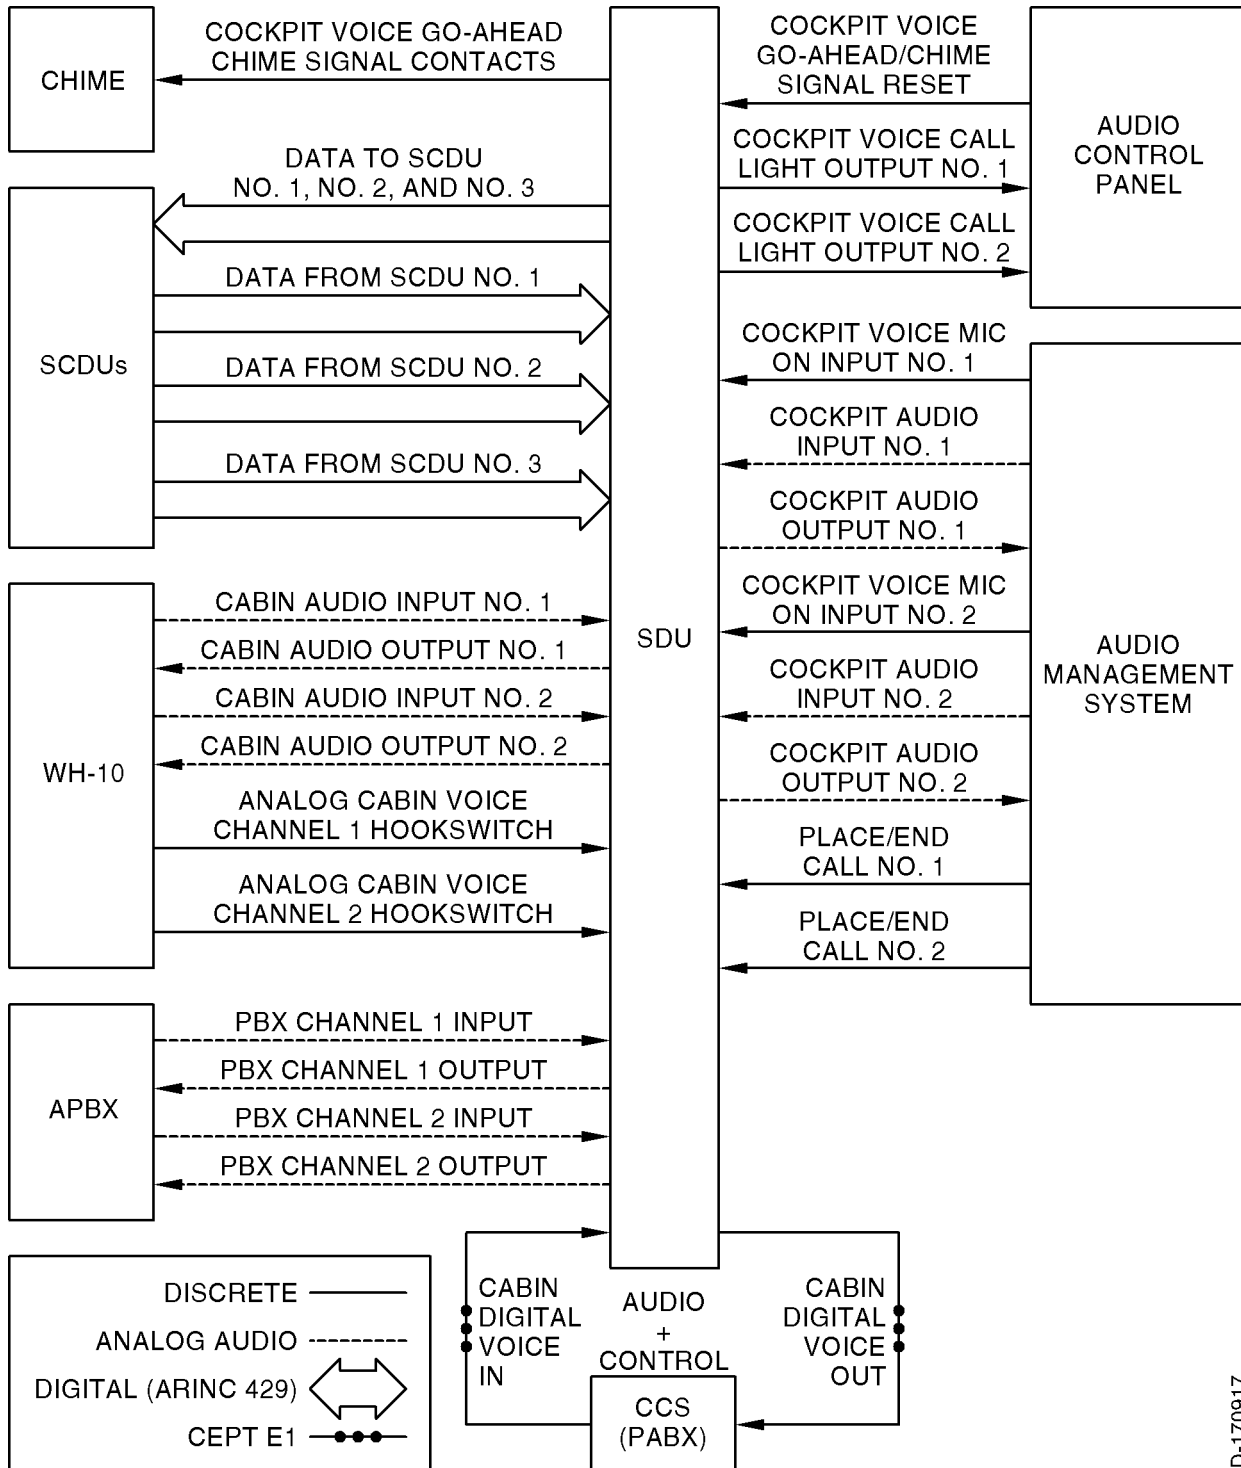 CHIME
COCKPIT VOICE GO-AHEAD
CHIME SIGNAL CONTACTS
COCKPIT VOICE
GO-AHEAD/CHIME
SIGNAL RESET
AUDIO
CONTROL
PANEL
DATA TO SCDU
NO. 1, NO. 2, AND NO. 3
COCKPIT VOICE CALL
LIGHT OUTPUT NO. 1
COCKPIT VOICE CALL
LIGHT OUTPUT NO. 2
SCDUs
DATA FROM SCDU NO. 1
DATA FROM SCDU NO. 2
DATA FROM SCDU NO. 3
COCKPIT VOICE MIC
ON INPUT NO. 1
COCKPIT AUDIO
INPUT NO. 1
COCKPIT AUDIO
OUTPUT NO. 1
COCKPIT VOICE MIC
ON INPUT NO. 2
COCKPIT AUDIO
INPUT NO. 2
COCKPIT AUDIO
OUTPUT NO. 2
PLACE/END
CALL NO. 1
PLACE/END
CALL NO. 2
AUDIO
MANAGEMENT
SYSTEM
SDU
WH-10
CABIN AUDIO INPUT NO. 1
CABIN AUDIO OUTPUT NO. 1
CABIN AUDIO INPUT NO. 2
CABIN AUDIO OUTPUT NO. 2
ANALOG CABIN VOICE
CHANNEL 1 HOOKSWITCH
ANALOG CABIN VOICE
CHANNEL 2 HOOKSWITCH
APBX
PBX CHANNEL 1 INPUT
PBX CHANNEL 1 OUTPUT
PBX CHANNEL 2 INPUT
PBX CHANNEL 2 OUTPUT
DISCRETE
ANALOG AUDIO
DIGITAL (ARINC 429)
CEPT E1
CABIN
DIGITAL
VOICE
IN
AUDIO
+
CONTROL
CABIN
DIGITAL
VOICE
OUT
CCS
(PABX)
D-170917